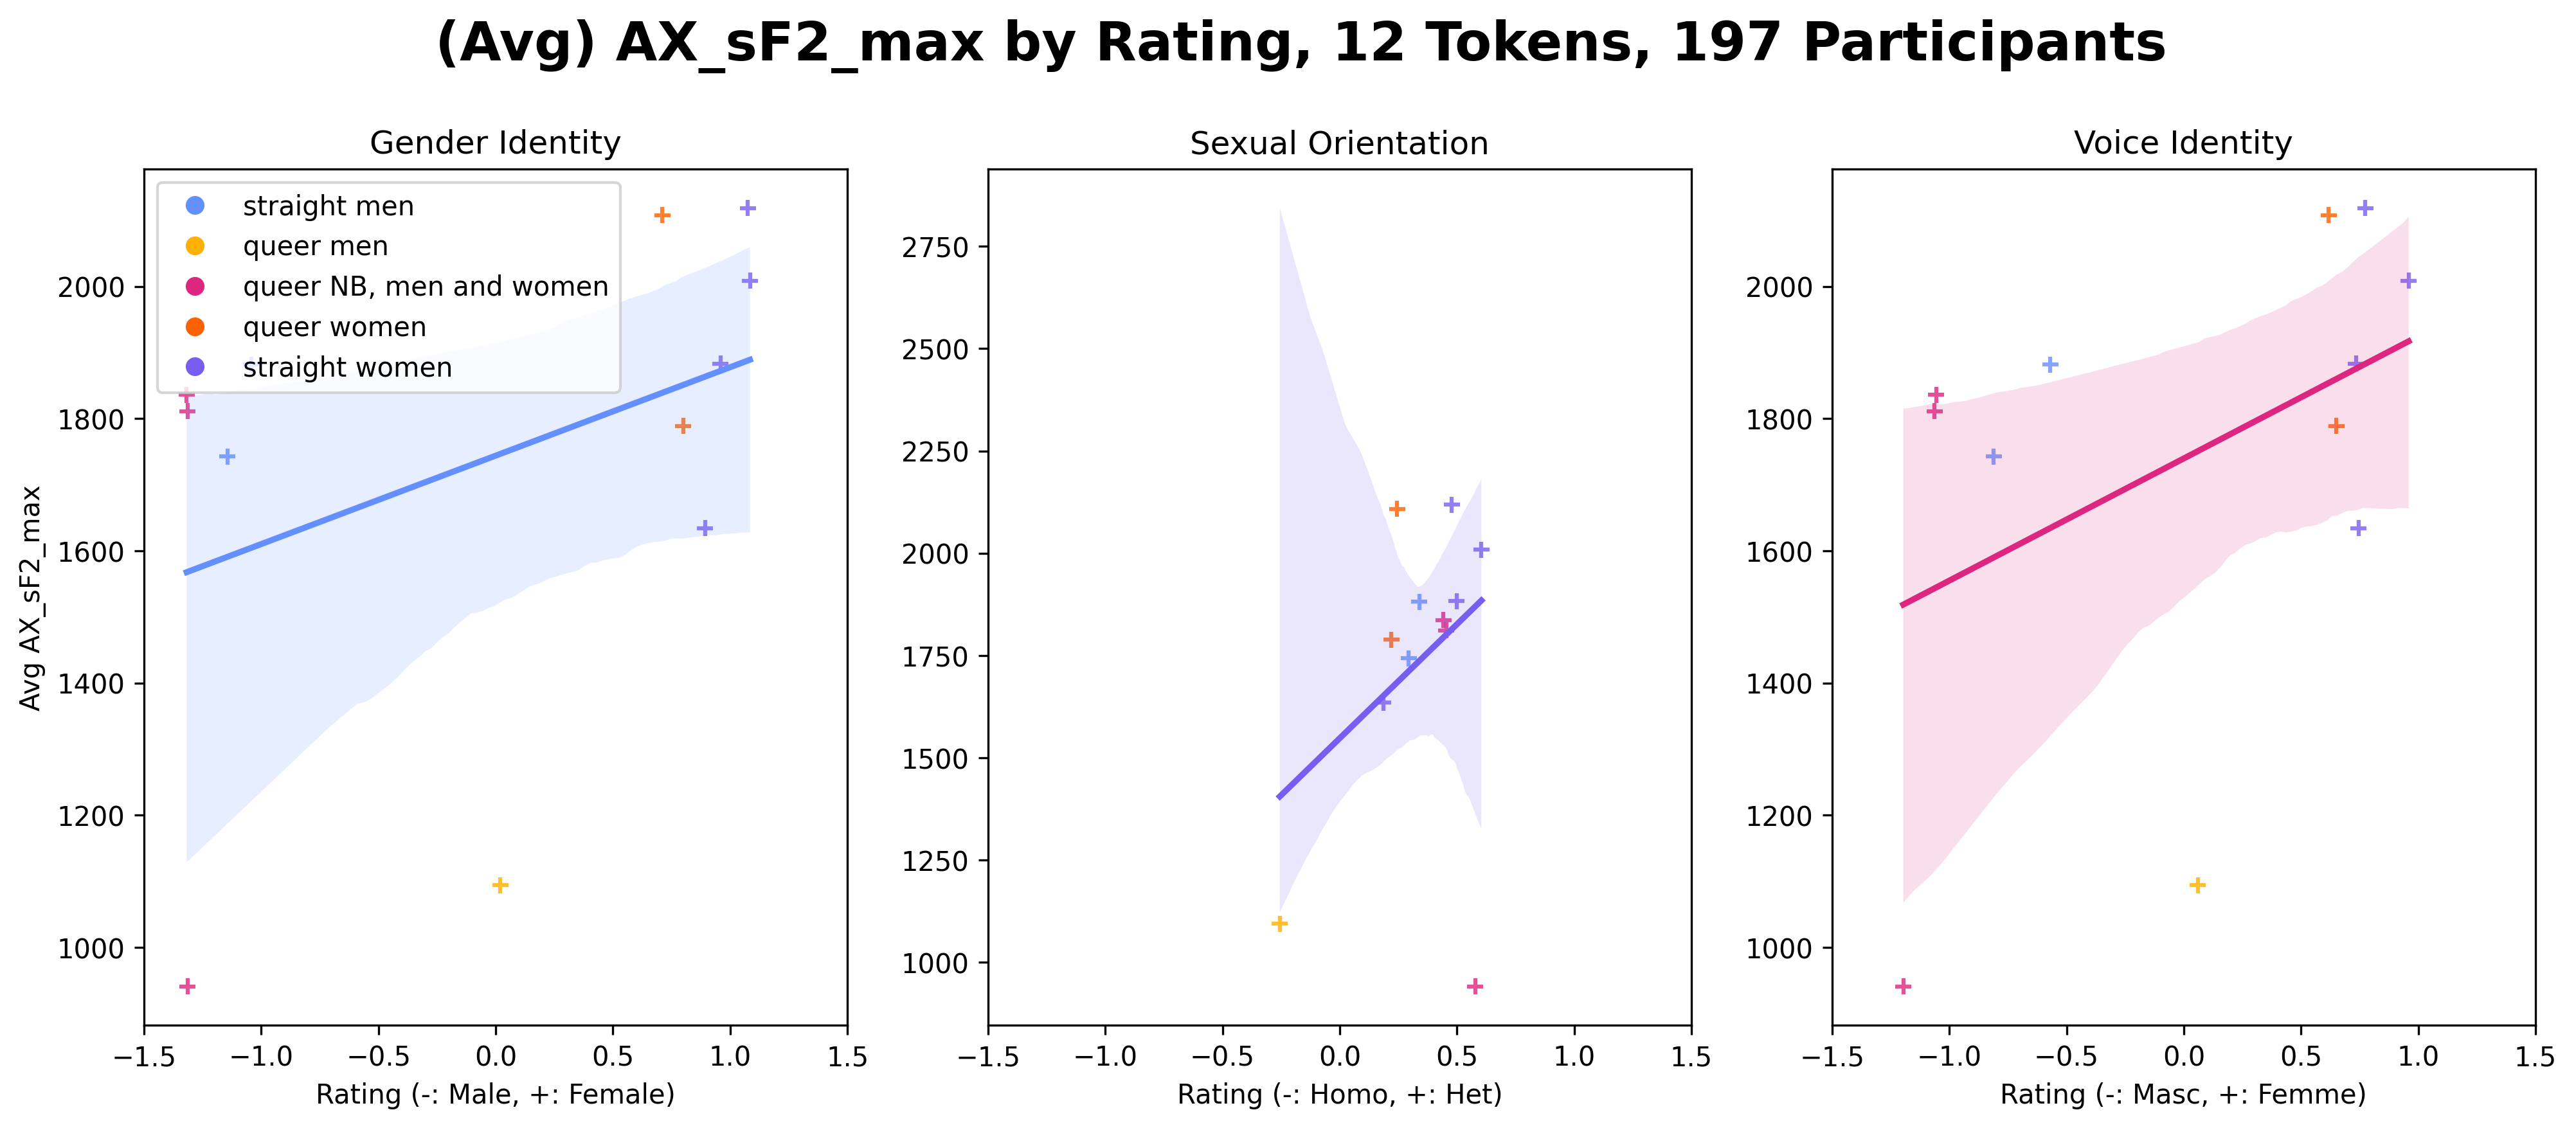 (Avg) AX_sF2_max by Rating, 12 Tokens, 197 Participants
Gender Identity
straight men
queer men
queer NB, men and women
queer women
straight women
2000
1800
1600
1400
1200
1000
Avg AX_sF2_max
−1.5 −1.0 −0.5 0.0 0.5 1.0 1.5
Rating (-: Male, +: Female)
Sexual Orientation
2750
2500
2250
2000
1750
1500
1250
1000
−1.5 −1.0 −0.5 0.0 0.5 1.0 1.5
Rating (-: Homo, +: Het)
Voice Identity
2000
1800
1600
1400
1200
1000
−1.5 −1.0 −0.5 0.0 0.5 1.0 1.5
Rating (-: Masc, +: Femme)